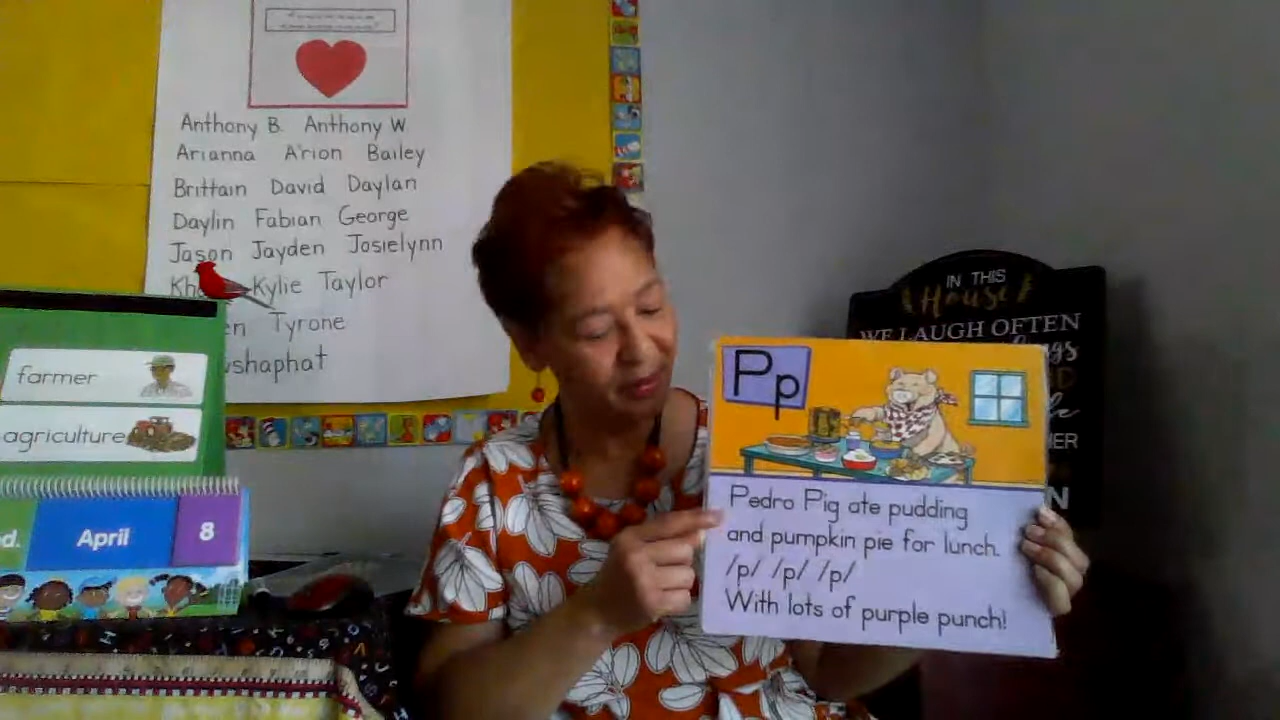 Anthony B. Anthony W
Arianna A'rion Bailey
Brittain David Daylan
Daylin Fabian George
Jason Jayden Josielynn
Kylie Taylor
Tyrone
farmer
agriculture
April 8
Pp
Pedro Pig ate pudding
and pumpkin pie for lunch.
/p/ /p/ /p/
With lots of purple punch!
IN THIS
House
WE LAUGH OFTEN